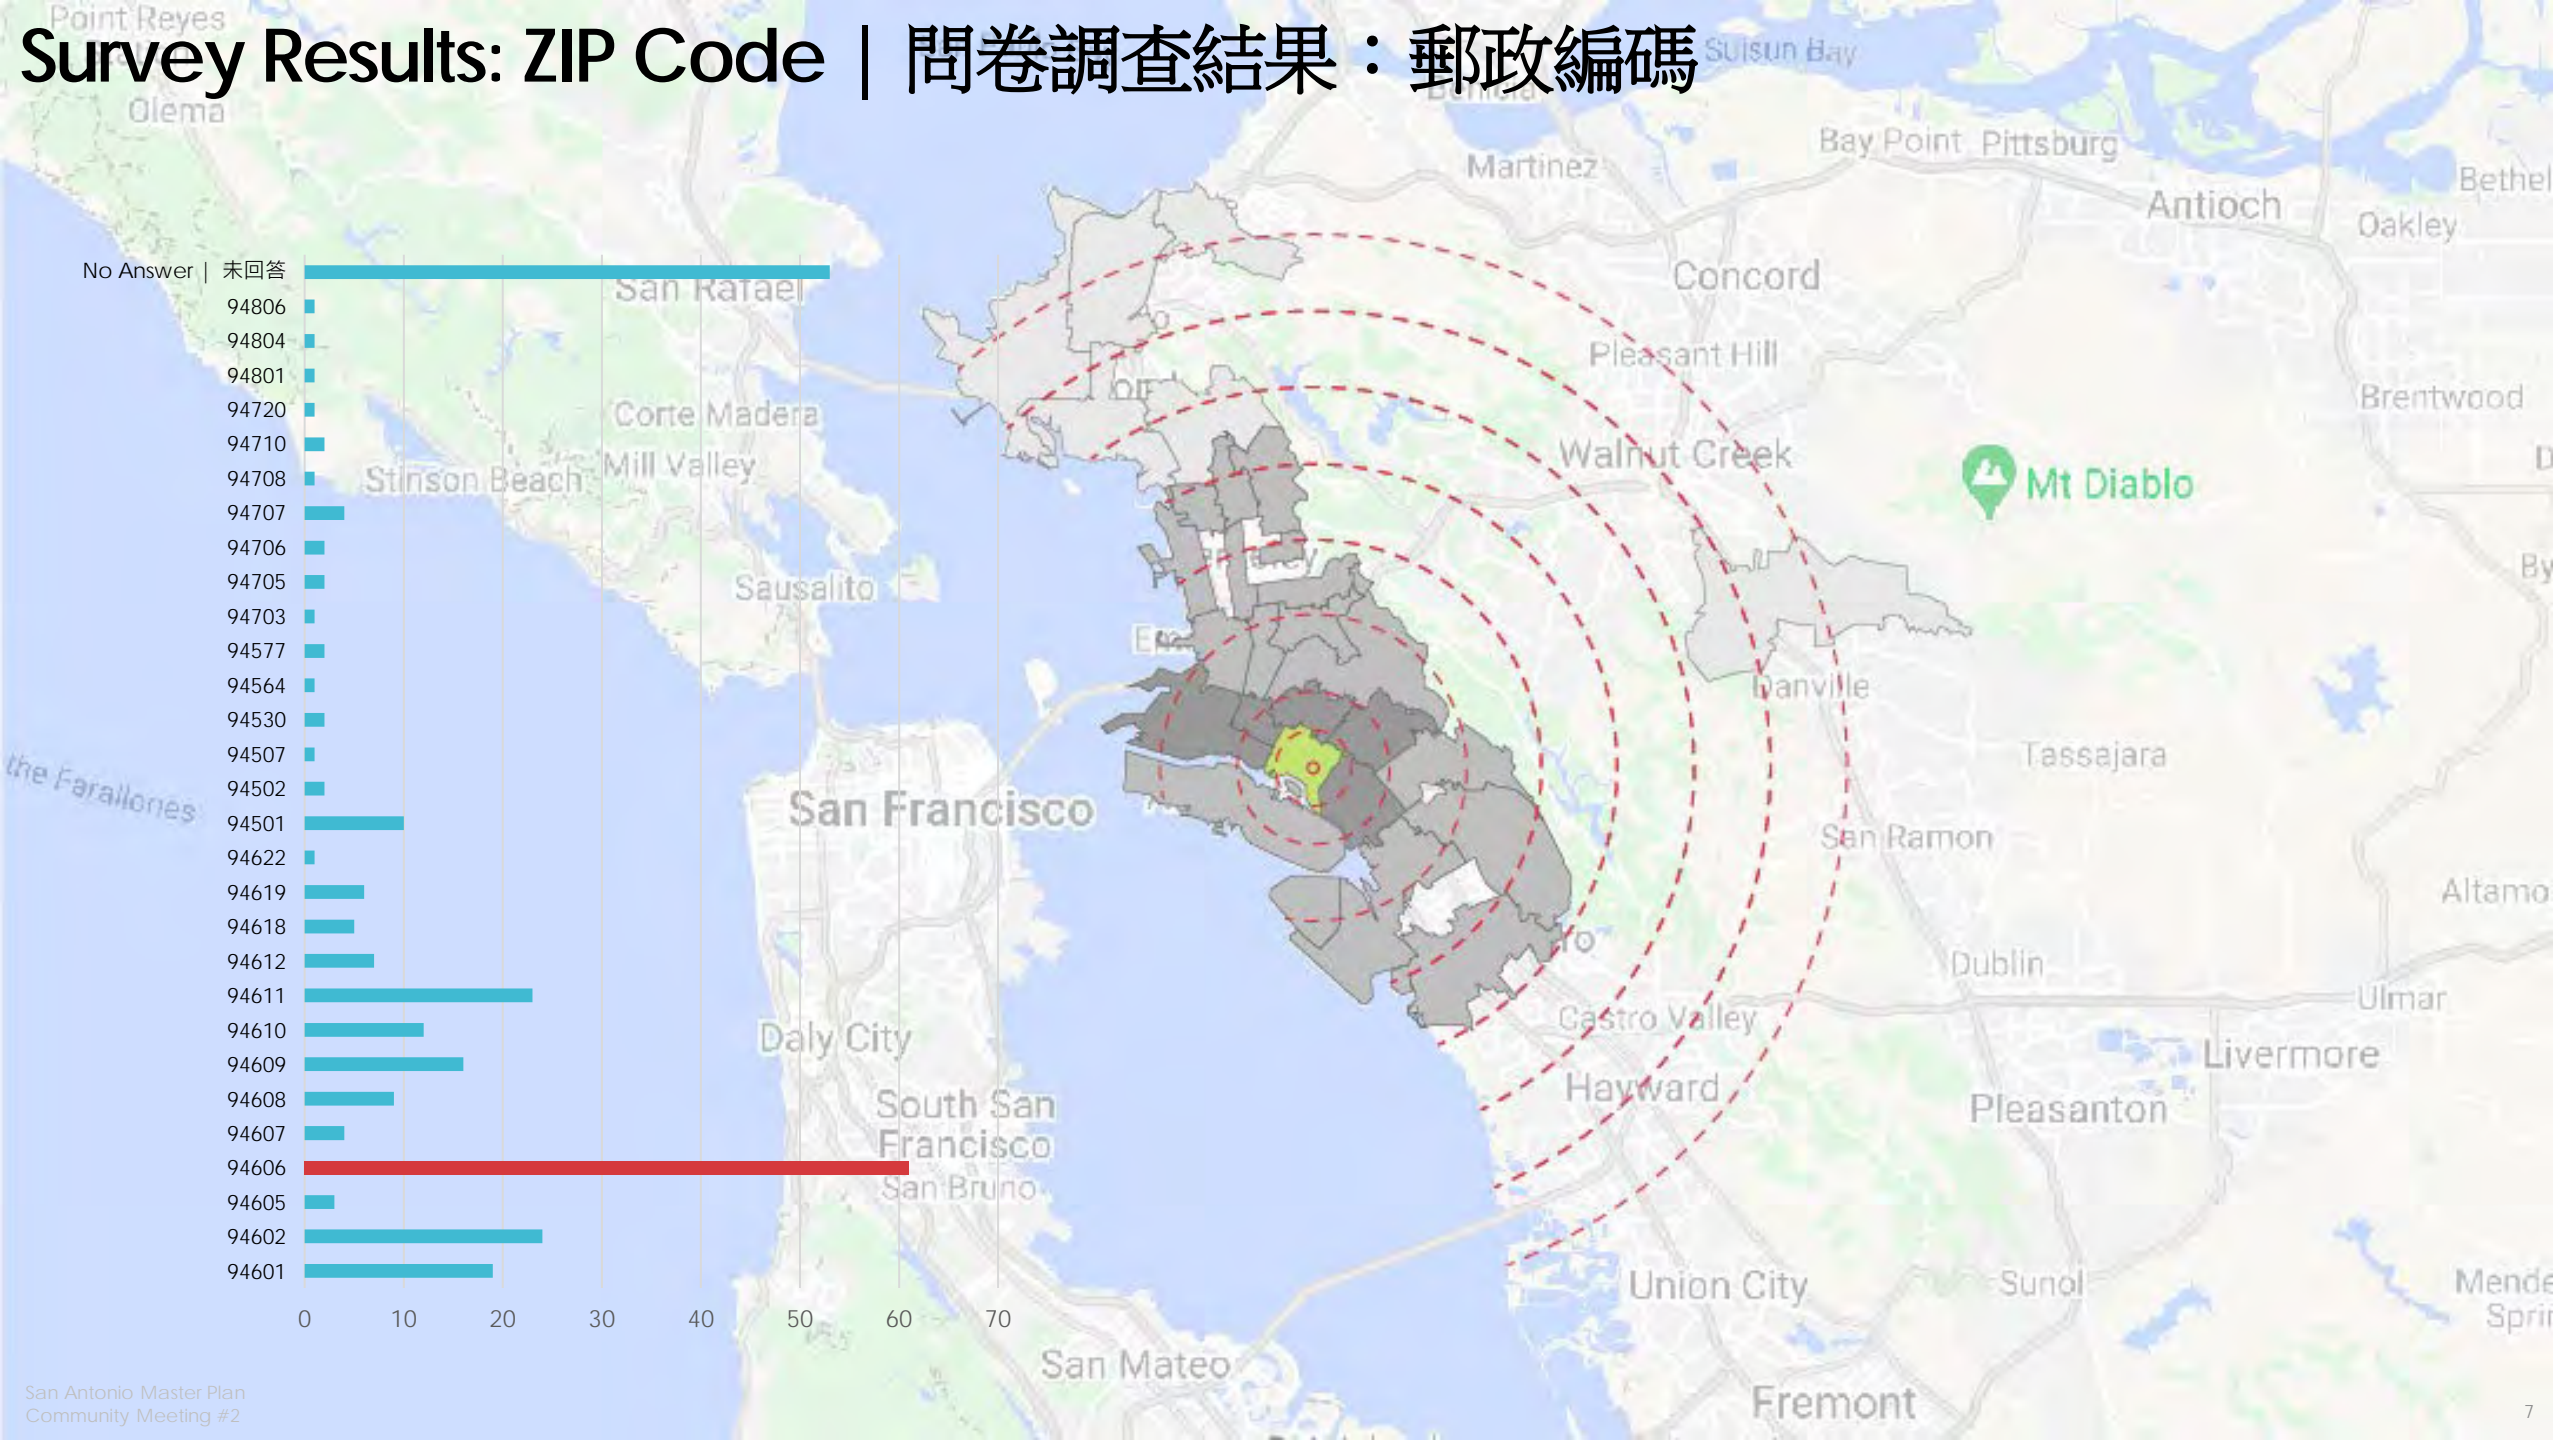 Survey Results: ZIP Code | 問卷調查結果：郵政編碼
Point Reyes
Olema
Suisun Bay
Martinez
Bay Point
Pittsburg
Antioch
Bethel
Oakley
Concord
Pleasant Hill
Brentwood
Walnut Creek
Mt Diablo
San Rafael
Corte Madera
Mill Valley
Stinson Beach
Sausalito
Danville
the Farallones
San Francisco
Tassajara
San Ramon
Altamo
Dublin
Ulmar
Castro Valley
Livermore
Daly City
Hayward
Pleasanton
South San
Francisco
San Bruno
Union City
Sunol
San Mateo
Fremont
No Answer | 未回答
94806
94804
94801
94720
94710
94708
94707
94706
94705
94703
94577
94564
94530
94507
94502
94501
94622
94619
94618
94612
94611
94610
94609
94608
94607
94606
94605
94602
94601
0 10 20 30 40 50 60 70
San Antonio Master Plan
Community Meeting #2
7